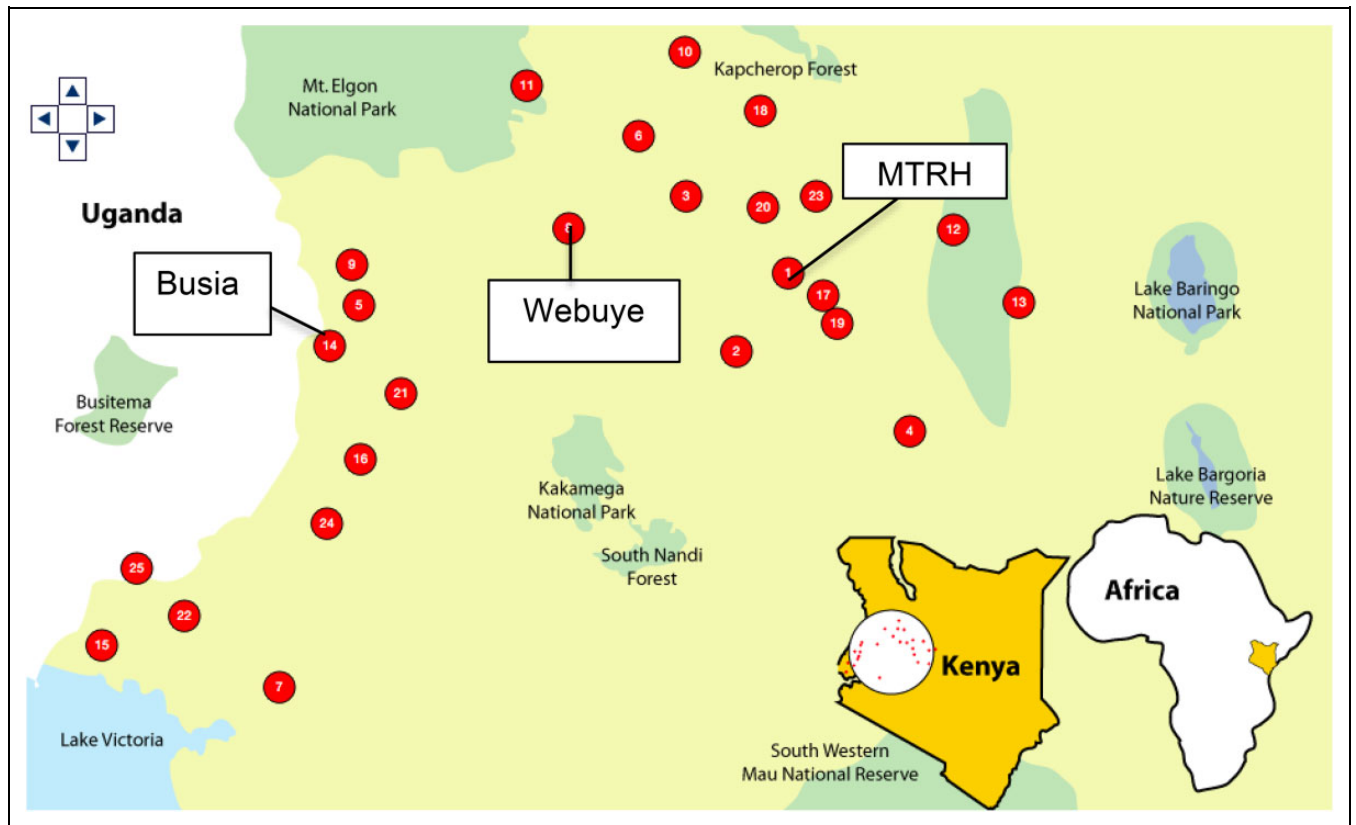 10
Kapcherop Forest
Mt. Elgon
National Park
11
18
6
MTRH
Uganda
3
20
23
8
12
9
1
Busia
5
Webuye
17
13
Lake Baringo
National Park
14
19
2
21
Busitema
Forest Reserve
4
16
Lake Bargoria
Nature Reserve
Kakamega
National Park
24
South Nandi
Forest
25
Africa
22
15
Kenya
7
Lake Victoria
South Western
Mau National Reserve